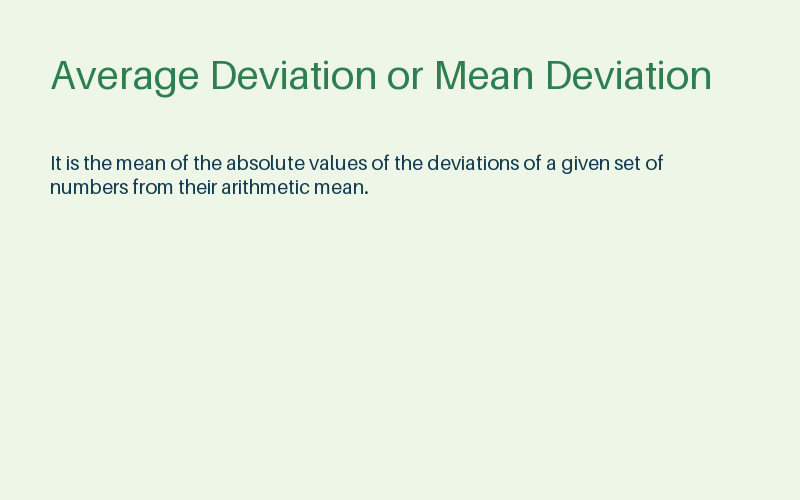 Average Deviation or Mean Deviation
It is the mean of the absolute values of the deviations of a given set of
numbers from their arithmetic mean.